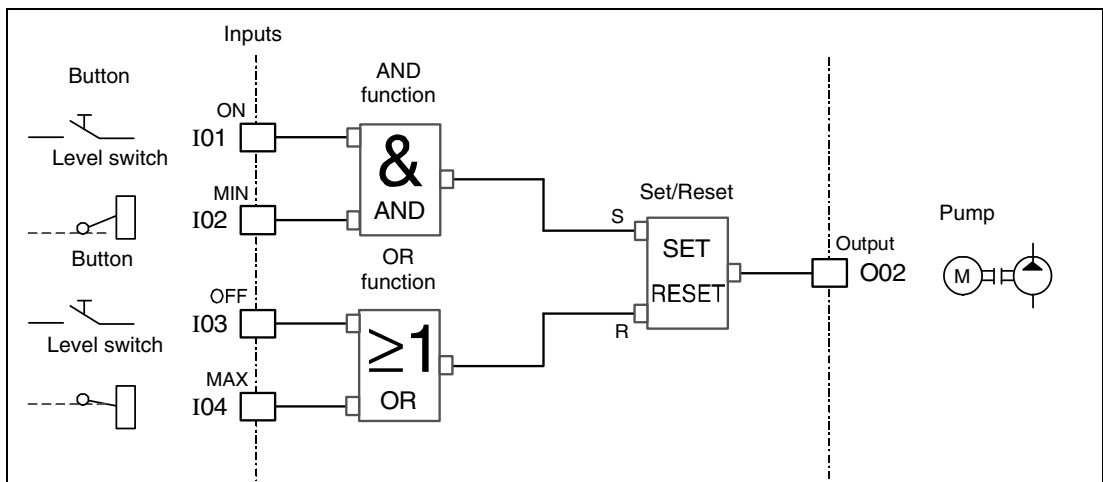 Inputs
Button
AND
function
ON
I01
&
AND
Level switch
MIN
I02
Button
OR
function
OFF
I03
≥1
OR
Level switch
MAX
I04
Set/Reset
S
SET
RESET
R
Output
O02
Pump
M